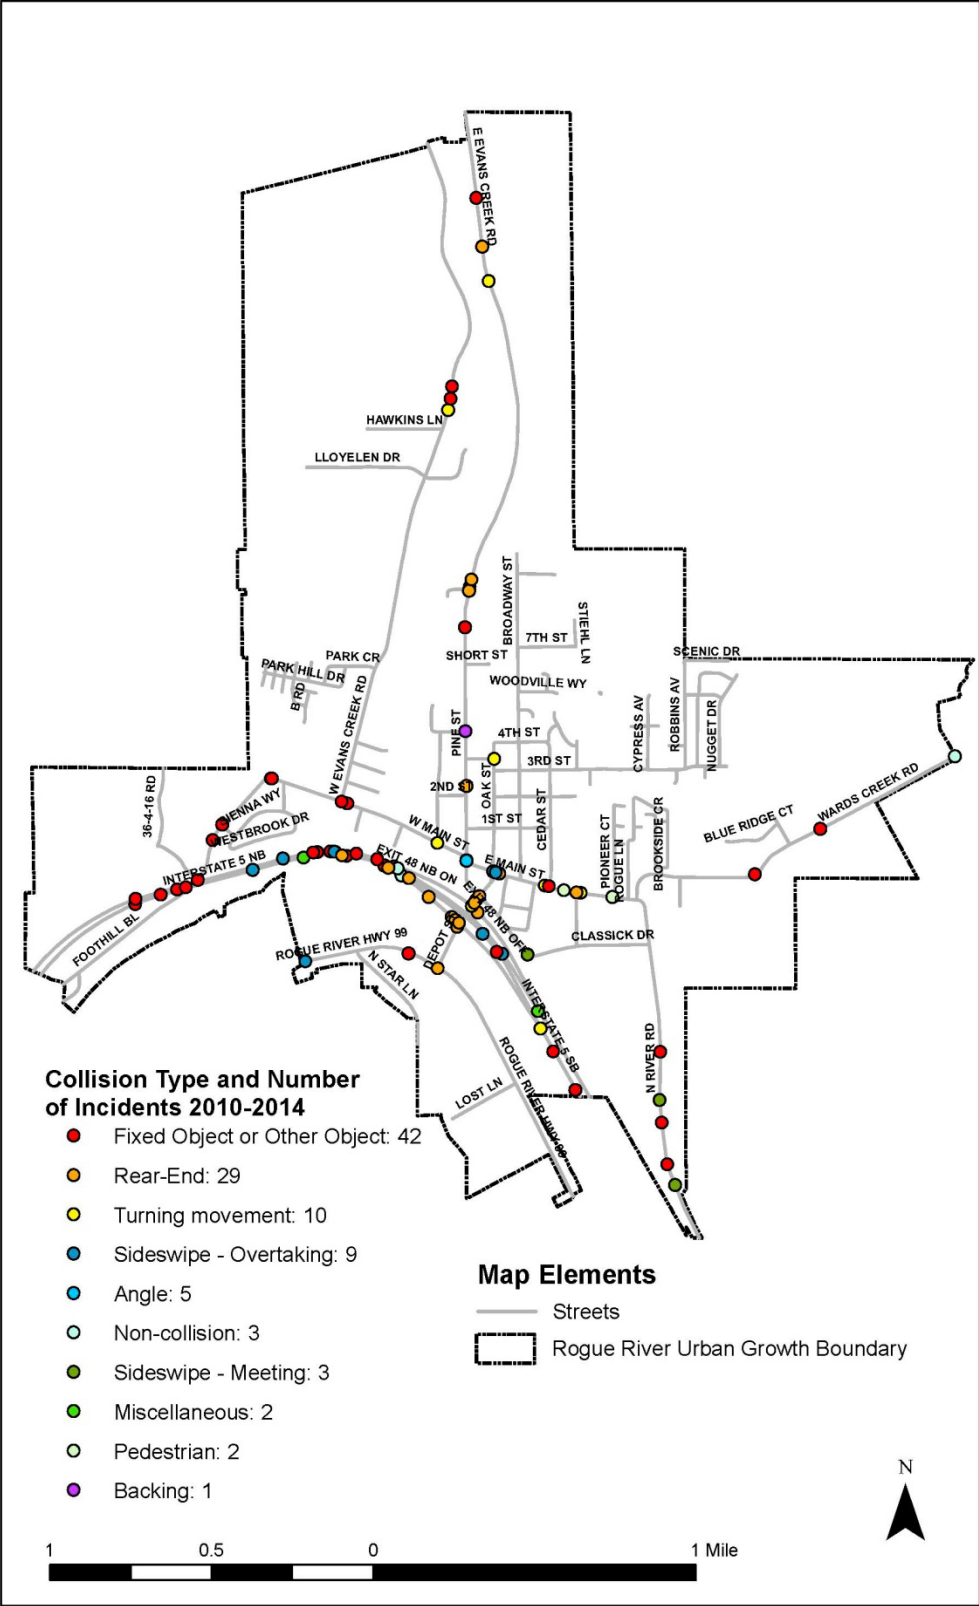 E EVANS CREEK RD
HAWKINS LN
LLOYELEN DR
BROADWAY ST
STIEHL LN
7TH ST
SHORT ST
PARK CR
PARK HILL DR
B RD
WOODVILLE WY
SCENIC DR
W EVANS CREEK RD
PINE ST
4TH ST
3RD ST
CYPRESS AV
ROBBINS AV
NUGGET DR
2ND ST
OAK ST
1ST ST
CEDAR ST
36-4-16 RD
WESTBROOK DR
W MAIN ST
E MAIN ST
PIONEER CT
ROGUE LN
BROOKSIDE CR
BLUE RIDGE CT
WARDS CREEK RD
INTERSTATE 5 NB
EXIT 48 NB ON
EXIT 48 NB OFF
FOOTHILL BL
ROGUE RIVER HWY 99
N STAR LN
CLASSICK DR
INTERSTATE 5 SB
N RIVER RD
LOST LN
ROGUE RIVER HWY 99
Collision Type and Number
of Incidents 2010-2014
Fixed Object or Other Object: 42
Rear-End: 29
Turning movement: 10
Sideswipe - Overtaking: 9
Angle: 5
Non-collision: 3
Sideswipe - Meeting: 3
Miscellaneous: 2
Pedestrian: 2
Backing: 1
Map Elements
Streets
Rogue River Urban Growth Boundary
N
1 0.5 0 1 Mile